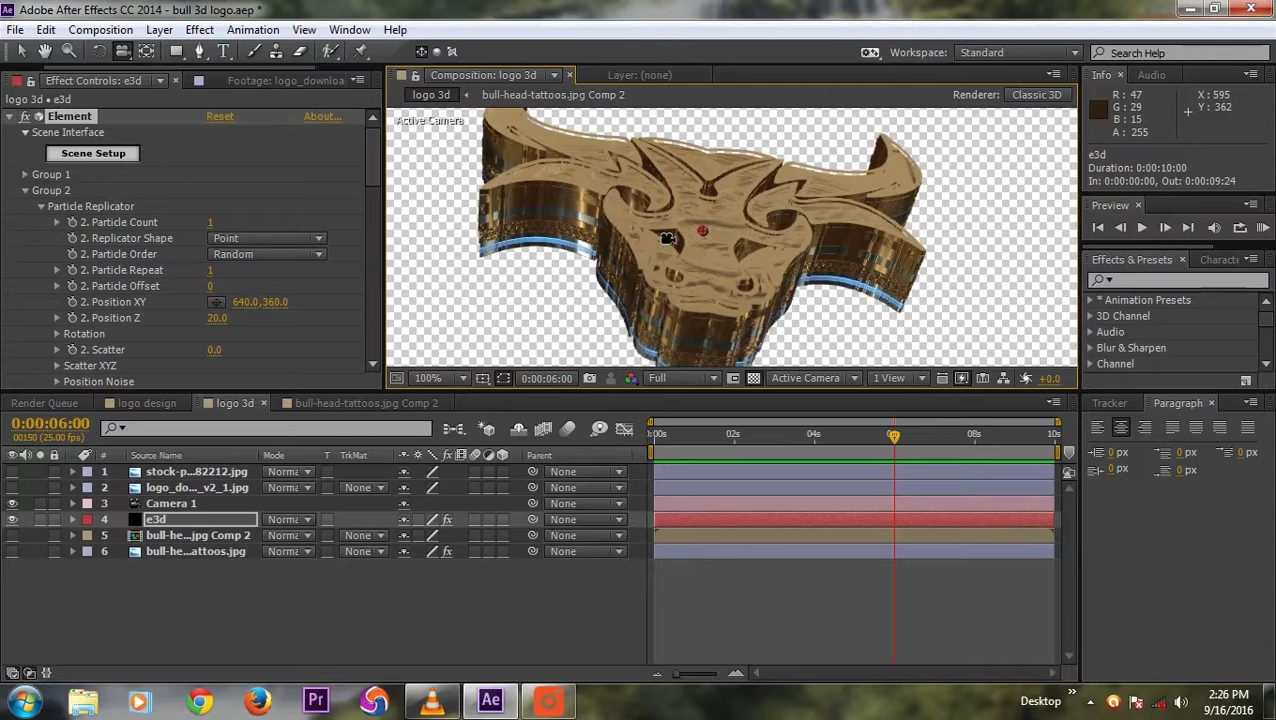 Adobe After Effects CC 2014 - bull 3d logo.aep *
File Edit Composition Layer Effect Animation View Window Help
Workspace: Standard Search Help
Effect Controls: e3d Footage: logo_downloa Composition: logo 3d Layer: (none) Info Audio
logo 3d • e3d logo 3d bull-head-tattoos.jpg Comp 2 Renderer: Classic 3D
Active Camera
R: 47 X: 595
G: 29 Y: 362
B: 15
A: 255
e3d
Duration: 0:00:10:00
In: 0:00:00:00, Out: 0:00:09:24
Element Reset About...
Scene Interface
Scene Setup
Group 1
Group 2
Particle Replicator
2. Particle Count 1
2. Replicator Shape Point
2. Particle Order Random
2. Particle Repeat 1
2. Particle Offset 0
2. Position XY 640.0,360.0
2. Position Z 20.0
Rotation
2. Scatter 0.0
Scatter XYZ
Position Noise
Preview
Effects & Presets Characte
* Animation Presets
3D Channel
Audio
Blur & Sharpen
Channel
100% 0:00:06:00 Full Active Camera 1 View +0.0
Render Queue logo design logo 3d bull-head-tattoos.jpg Comp 2
Tracker Paragraph
0:00:06:00
00150 (25.00 fps)
:00s 02s 04s 08s 10s
0 px 0 px 0 px
0 px 0 px
# Source Name Mode T TrkMat Parent
1 stock-p...82212.jpg Norma None
2 logo_do..._v2_1.jpg Norma None None
3 Camera 1 None
4 e3d Norma None
5 bull-he....jpg Comp 2 Norma None None
6 bull-he...attoos.jpg Norma None None
Pr Ae Desktop
2:26 PM
9/16/2016